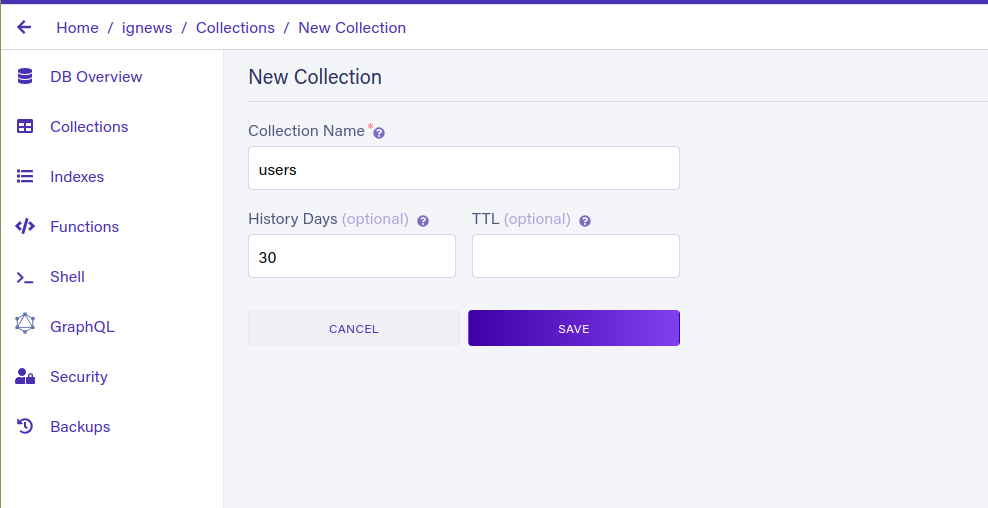 Home / ignews / Collections / New Collection
DB Overview
Collections
Indexes
Functions
Shell
GraphQL
Security
Backups
New Collection
Collection Name *
users
History Days (optional)
TTL (optional)
30
CANCEL
SAVE